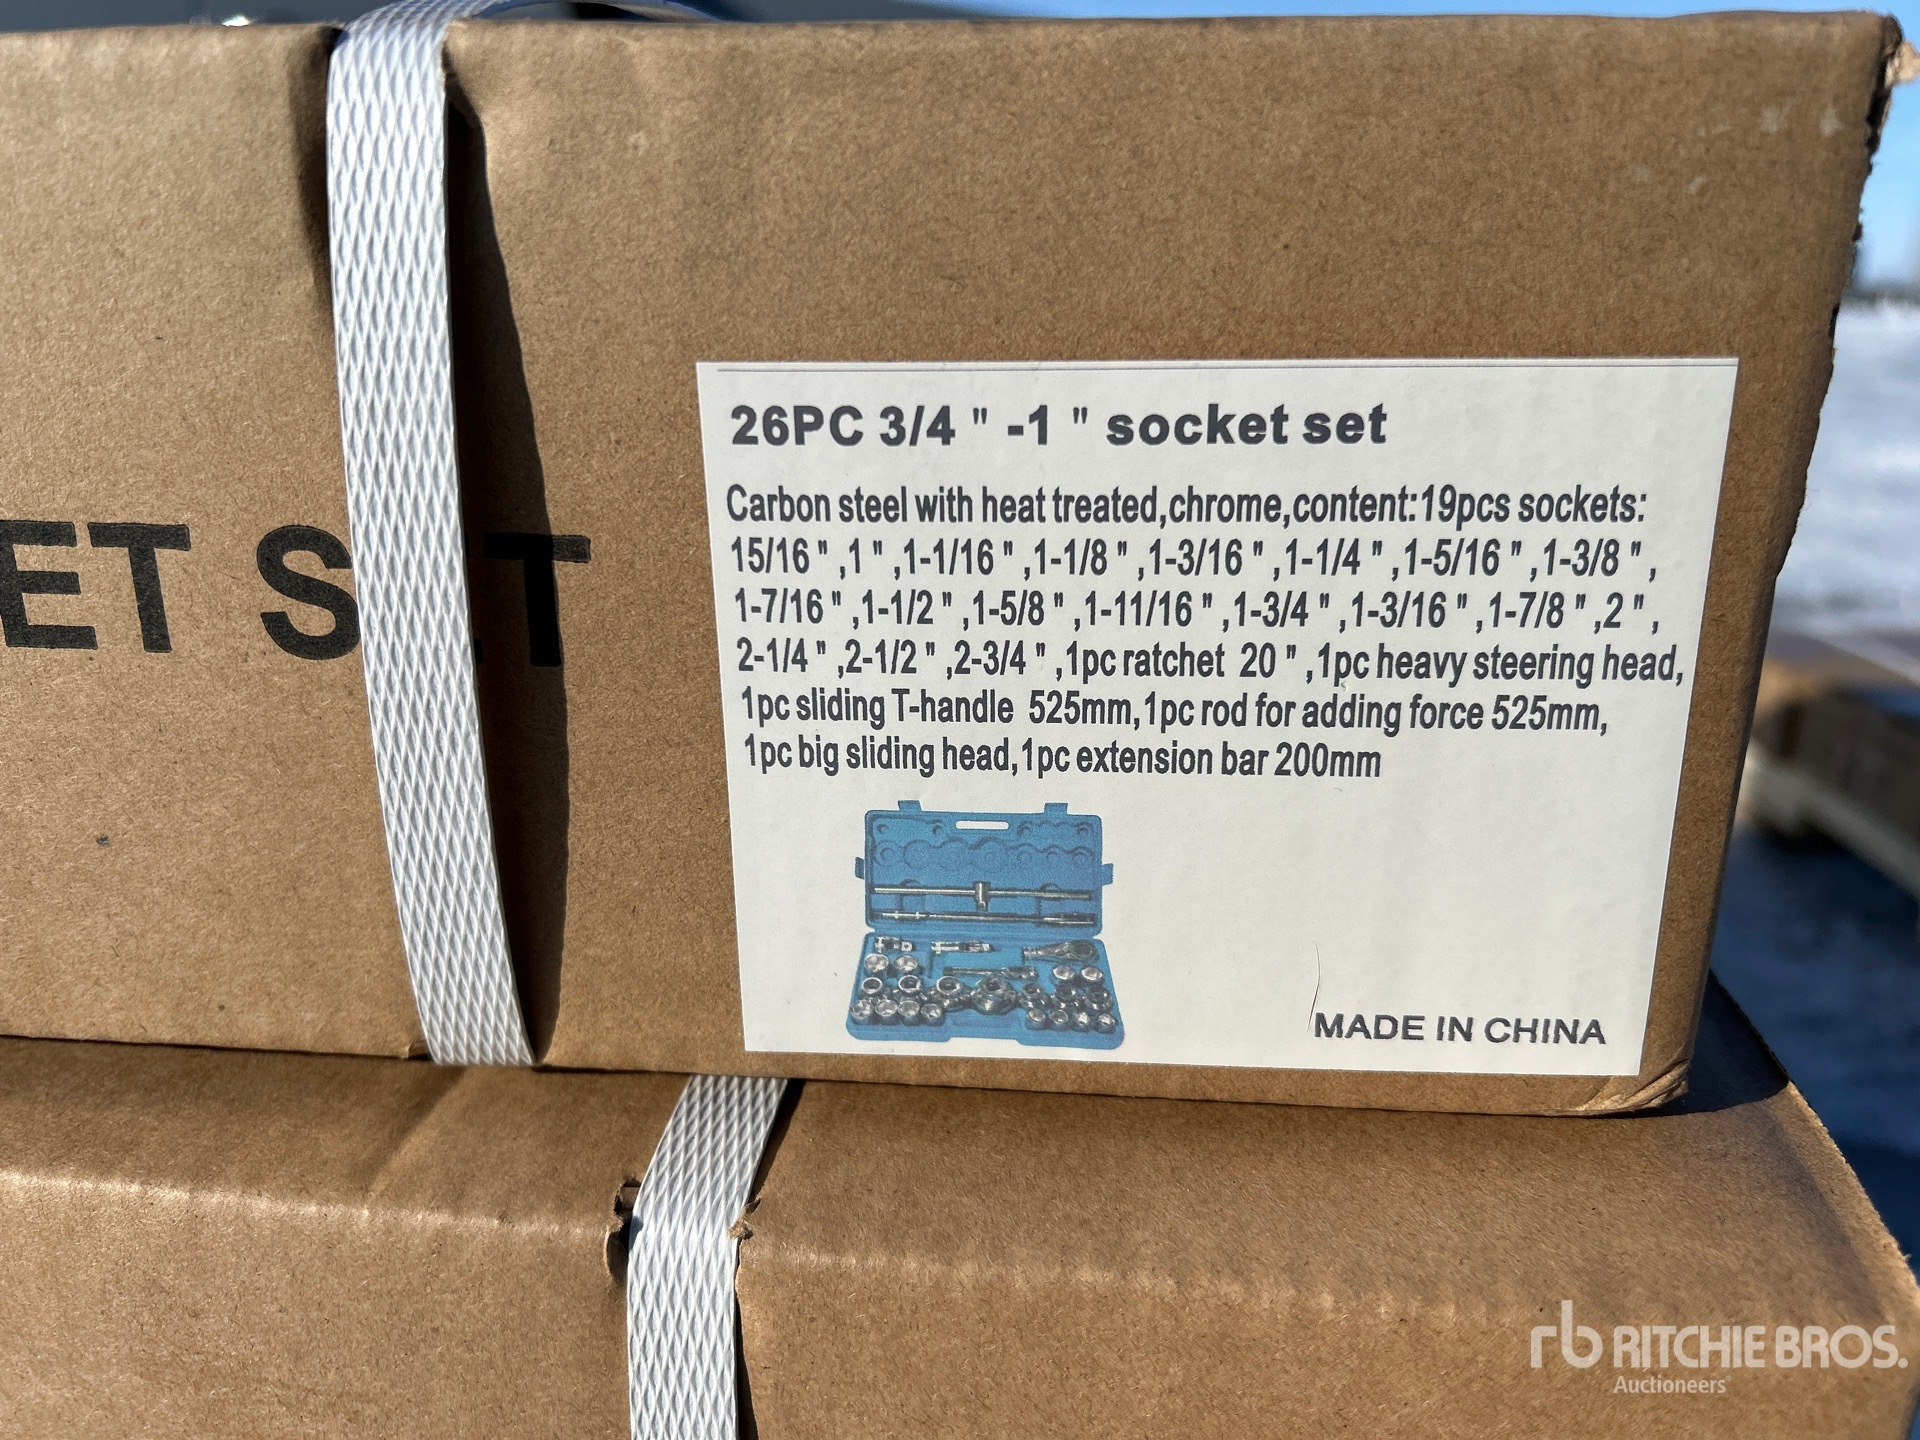 ET SET
26PC 3/4 " -1 " socket set
Carbon steel with heat treated,chrome,content:19pcs sockets:
15/16 " ,1 " ,1-1/16 " ,1-1/8 " ,1-3/16 " ,1-1/4 " ,1-5/16 " ,1-3/8 " ,
1-7/16 " ,1-1/2 " ,1-5/8 " ,1-11/16 " ,1-3/4 " ,1-3/16 " ,1-7/8 " ,2 " ,
2-1/4 " ,2-1/2 " ,2-3/4 " ,1pc ratchet 20 " ,1pc heavy steering head,
1pc sliding T-handle 525mm,1pc rod for adding force 525mm,
1pc big sliding head,1pc extension bar 200mm
MADE IN CHINA
rb RITCHIE BROS.
Auctioneers